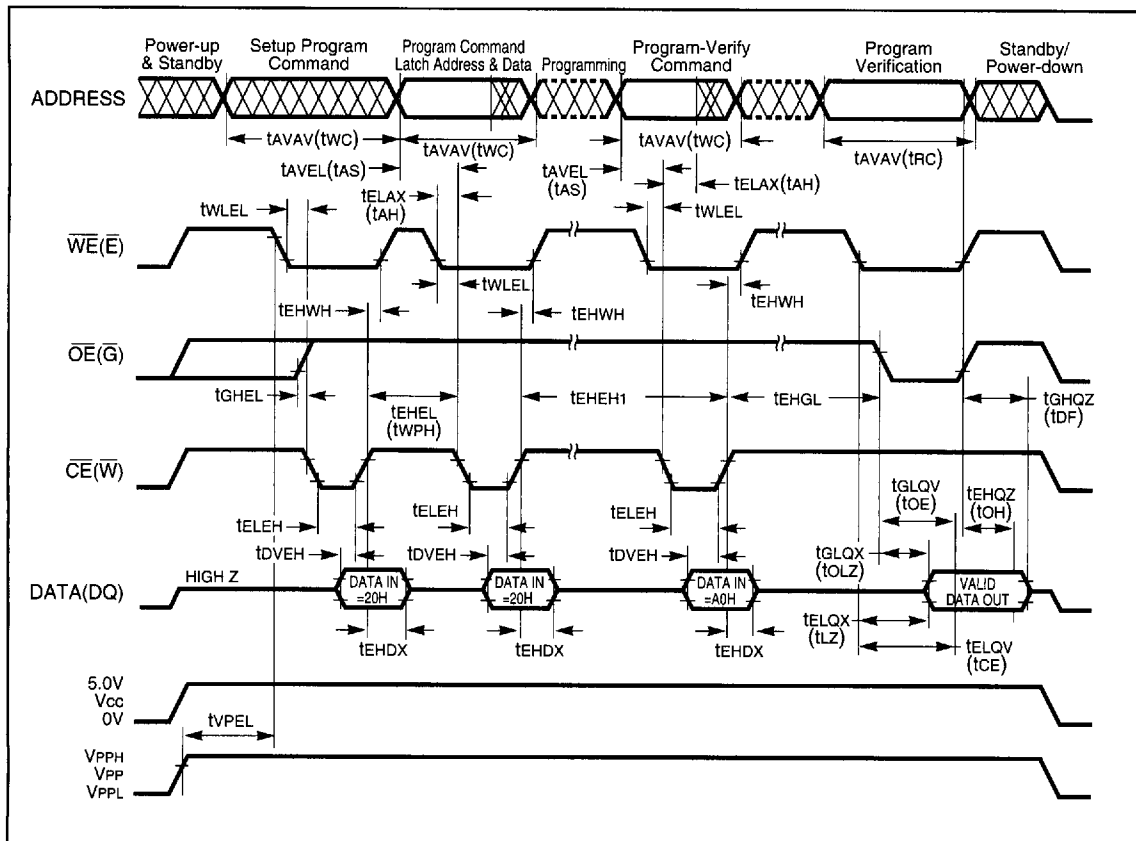 Power-up & Standby
Setup Program Command
Program Command Latch Address & Data
Programming
Program-Verify Command
Program Verification
Standby/ Power-down
ADDRESS
tAVAV(tWC)
tAVAV(tWC)
tAVAV(tWC)
tAVAV(tRC)
tAVEL(tAS)
tAVEL (tAS)
tELAX (tAH)
tELAX(tAH)
tWLEL
tWLEL
WE(E)
tWLEL
tEHWH
tEHWH
tEHWH
OE(G)
tGHEL
tEHEL (tWPH)
tEHEH1
tEHGL
tGHQZ (tDF)
CE(W)
tELEH
tELEH
tELEH
tGLQV (tOE)
tEHQZ (tOH)
tDVEH
tDVEH
tDVEH
tGLQX (tOLZ)
DATA(DQ)
HIGH Z
DATA IN =20H
DATA IN =20H
DATA IN =A0H
VALID DATA OUT
tEHDX
tEHDX
tEHDX
tELQX (tLZ)
tELQV (tCE)
5.0V
VCC
0V
tVPEL
VPPH
VPP
VPPL